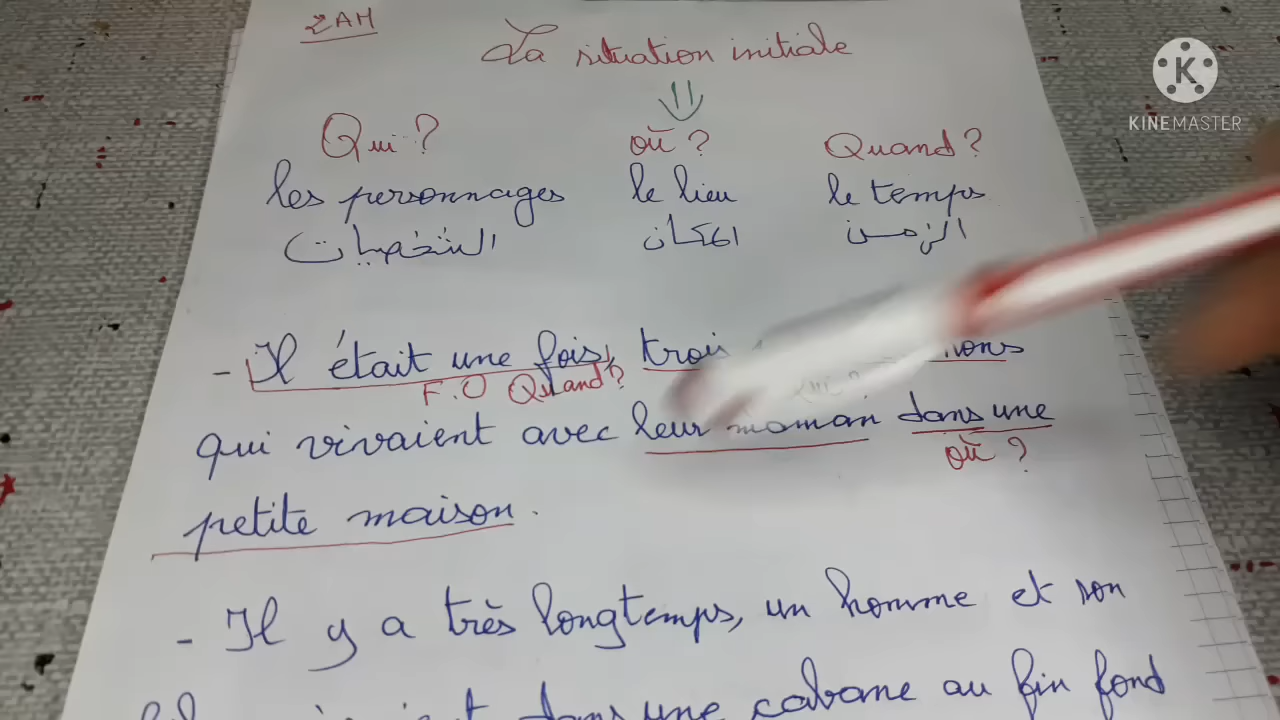 2AM
La situation initiale
Qui ? où ? Quand ?
les personnages le lieu le temps
الشخصيات المكان الزمن
- Il était une fois, trois
F.O Quand ?
qui vivaient avec leur maman dans une
où ?
petite maison.
- Il y a très longtemps, un homme et son
dans une cabane au fin fond
KINEMASTER